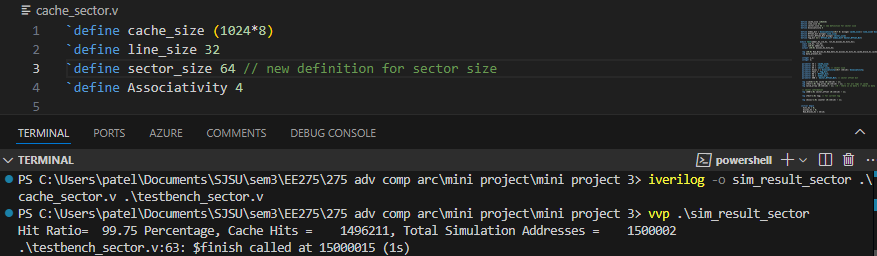 cache_sector.v
1 `define cache_size (1024*8)
2 `define line_size 32
3 `define sector_size 64 // new definition for sector size
4 `define Associativity 4
5
TERMINAL PORTS AZURE COMMENTS DEBUG CONSOLE
TERMINAL powershell
PS C:\Users\patel\Documents\SJSU\sem3\EE275\275 adv comp arc\mini project\mini project 3> iverilog -o sim_result_sector .\
cache_sector.v .\testbench_sector.v
PS C:\Users\patel\Documents\SJSU\sem3\EE275\275 adv comp arc\mini project\mini project 3> vvp .\sim_result_sector
Hit Ratio=  99.75 Percentage, Cache Hits =    1496211, Total Simulation Addresses =    1500002
.\testbench_sector.v:63: $finish called at 15000015 (1s)